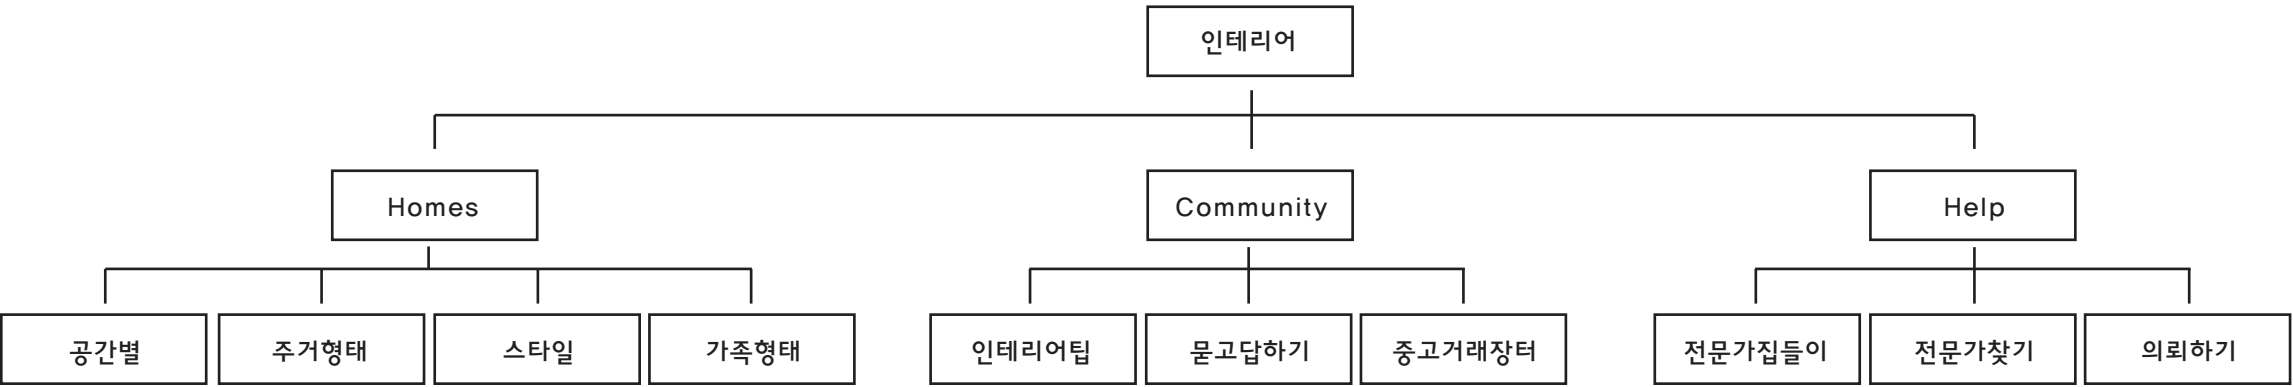 인테리어
Homes
Community
Help
공간별
주거형태
스타일
가족형태
인테리어팁
묻고답하기
중고거래장터
전문가집들이
전문가찾기
의뢰하기